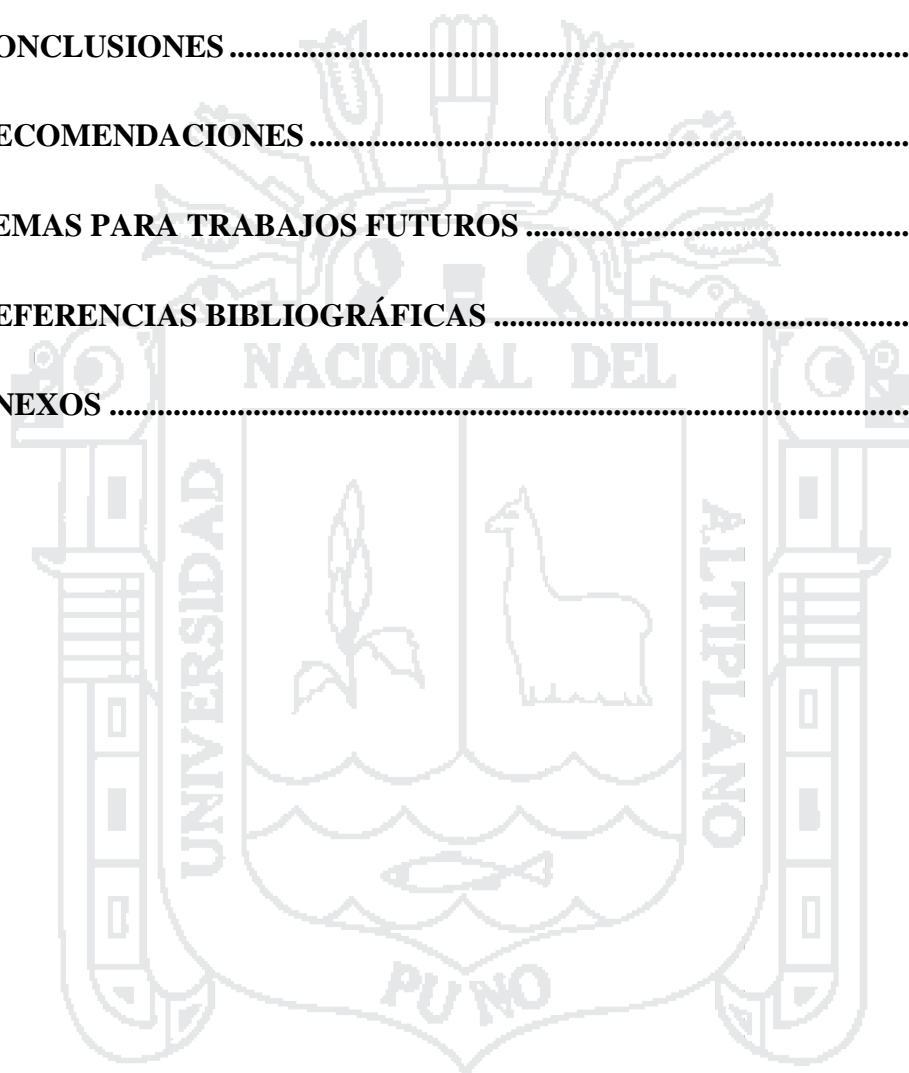 ONCLUSIONES ...............................................................................
ECOMENDACIONES ....................................................................
EMAS PARA TRABAJOS FUTUROS ...........................................
EFERENCIAS BIBLIOGRÁFICAS ...............................................
NACIONAL DEL
NEXOS ..........................................................................................
UNIVERSIDAD
ALTIPLANO
PUNO